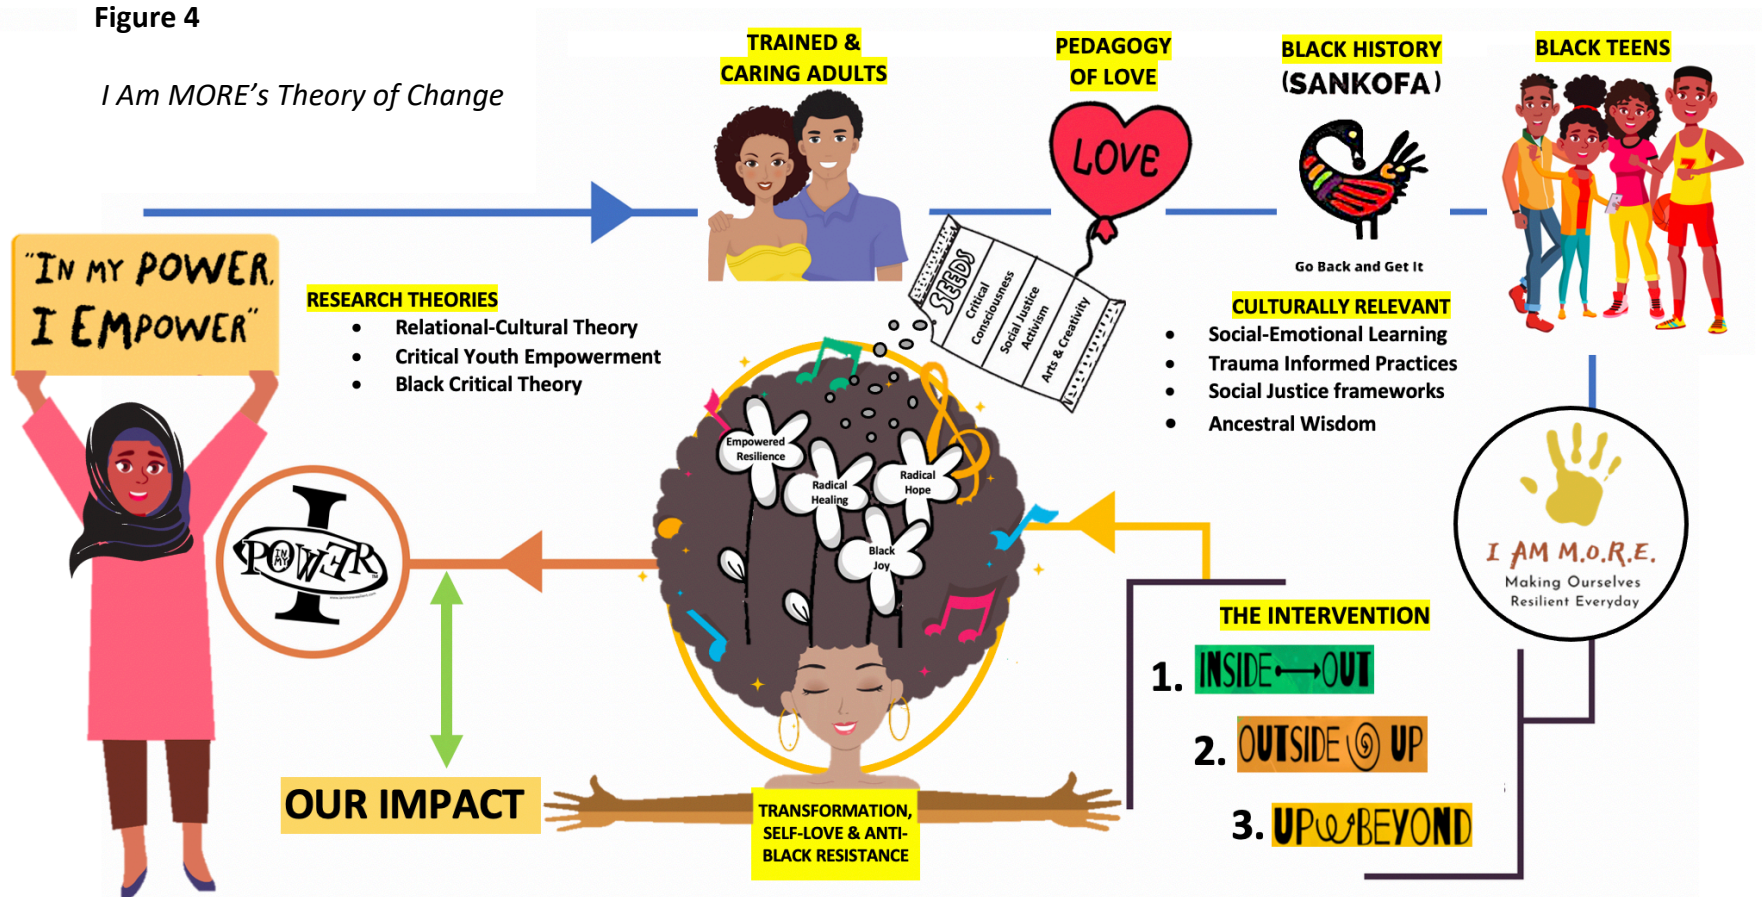 Figure 4
I Am MORE’s Theory of Change
TRAINED &
CARING ADULTS
PEDAGOGY
OF LOVE
LOVE
BLACK HISTORY
(SANKOFA)
Go Back and Get It
BLACK TEENS
"IN MY POWER,
I EMPOWER"
RESEARCH THEORIES
• Relational-Cultural Theory
• Critical Youth Empowerment
• Black Critical Theory
SEEDS
Critical
Consciousness
Social Justice
Activism
Arts & Creativity
CULTURALLY RELEVANT
• Social-Emotional Learning
• Trauma Informed Practices
• Social Justice frameworks
• Ancestral Wisdom
Empowered
Resilience
Radical
Healing
Radical
Hope
Black
Joy
I
IN MY
POWER
I AM M.O.R.E.
Making Ourselves
Resilient Everyday
THE INTERVENTION
1. INSIDE OUT
2. OUTSIDE UP
3. UP BEYOND
OUR IMPACT
TRANSFORMATION,
SELF-LOVE & ANTI-
BLACK RESISTANCE